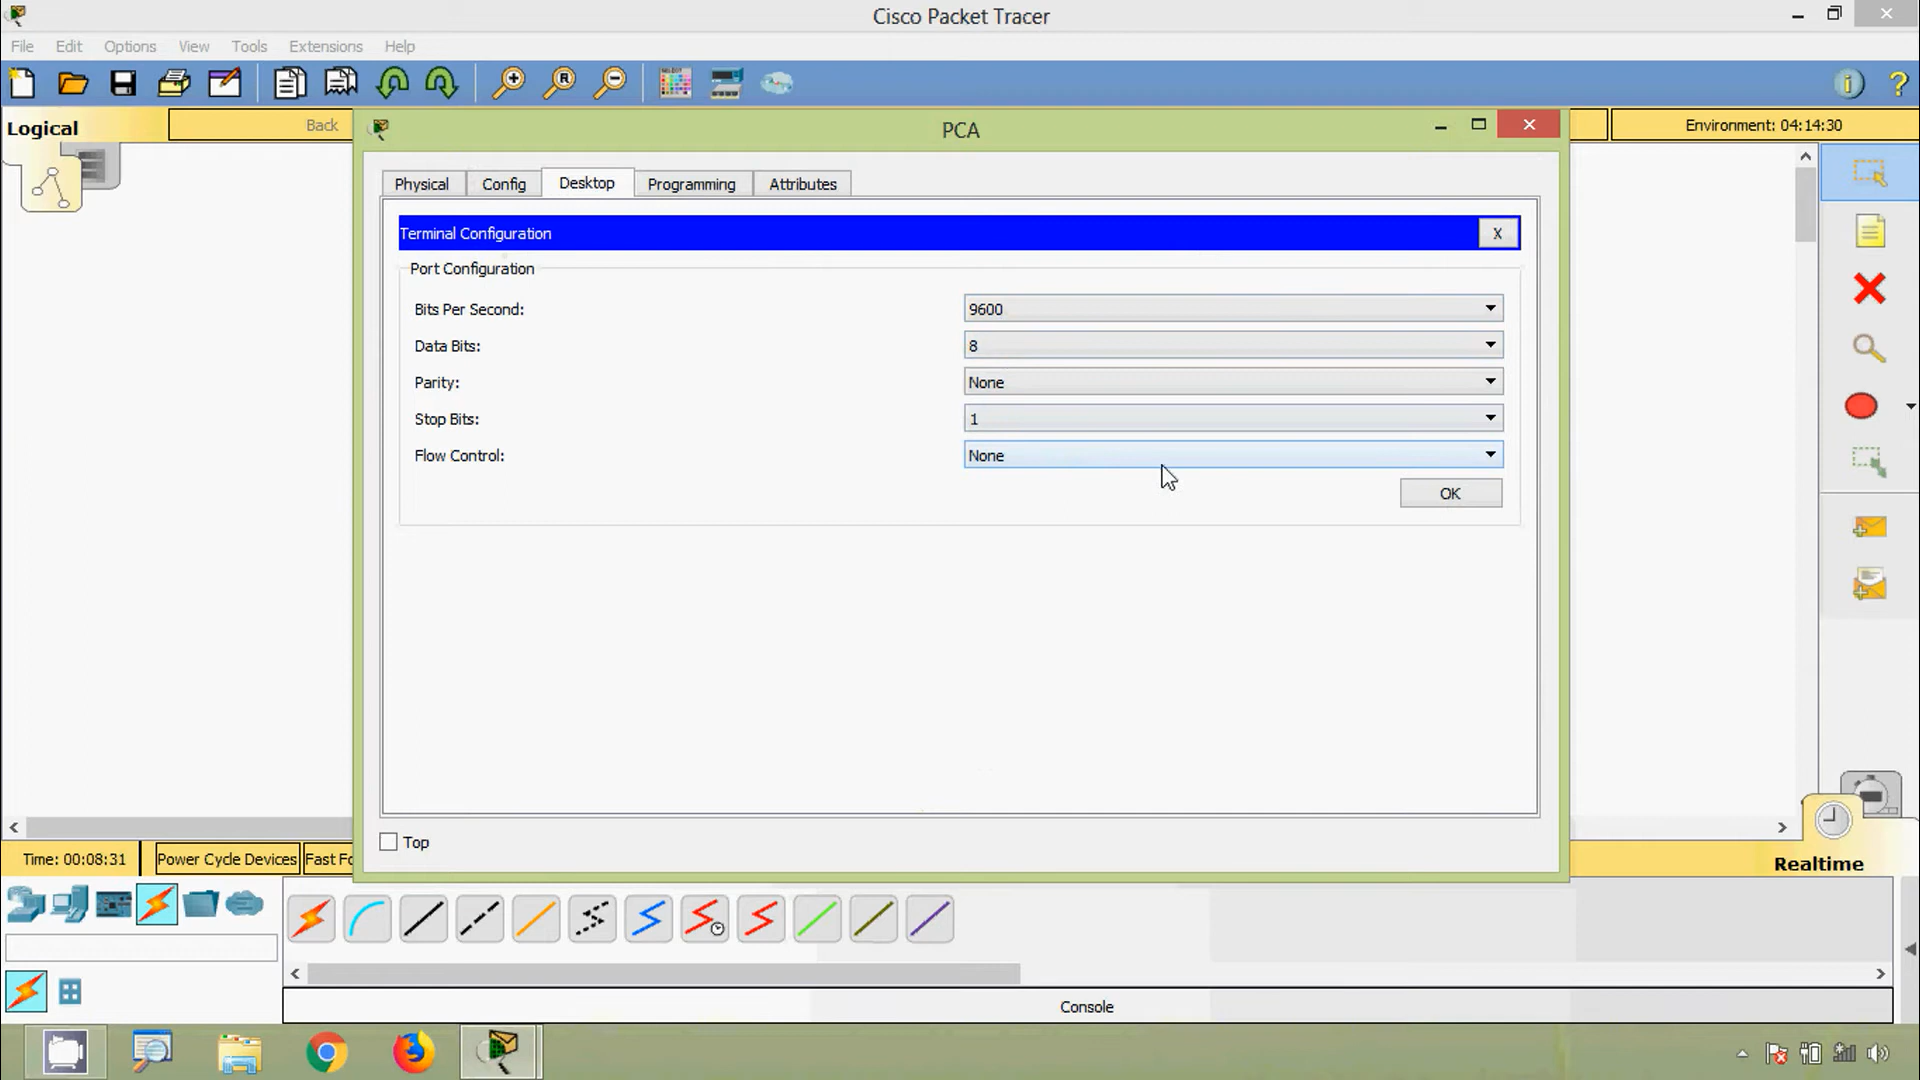 Cisco Packet Tracer
File Edit Options View Tools Extensions Help
Logical
Back
PCA
Environment: 04:14:30
Physical Config Desktop Programming Attributes
Terminal Configuration X
Port Configuration
Bits Per Second: 9600
Data Bits: 8
Parity: None
Stop Bits: 1
Flow Control: None
OK
Top
Time: 00:08:31 Power Cycle Devices Fast Fo
Realtime
Console